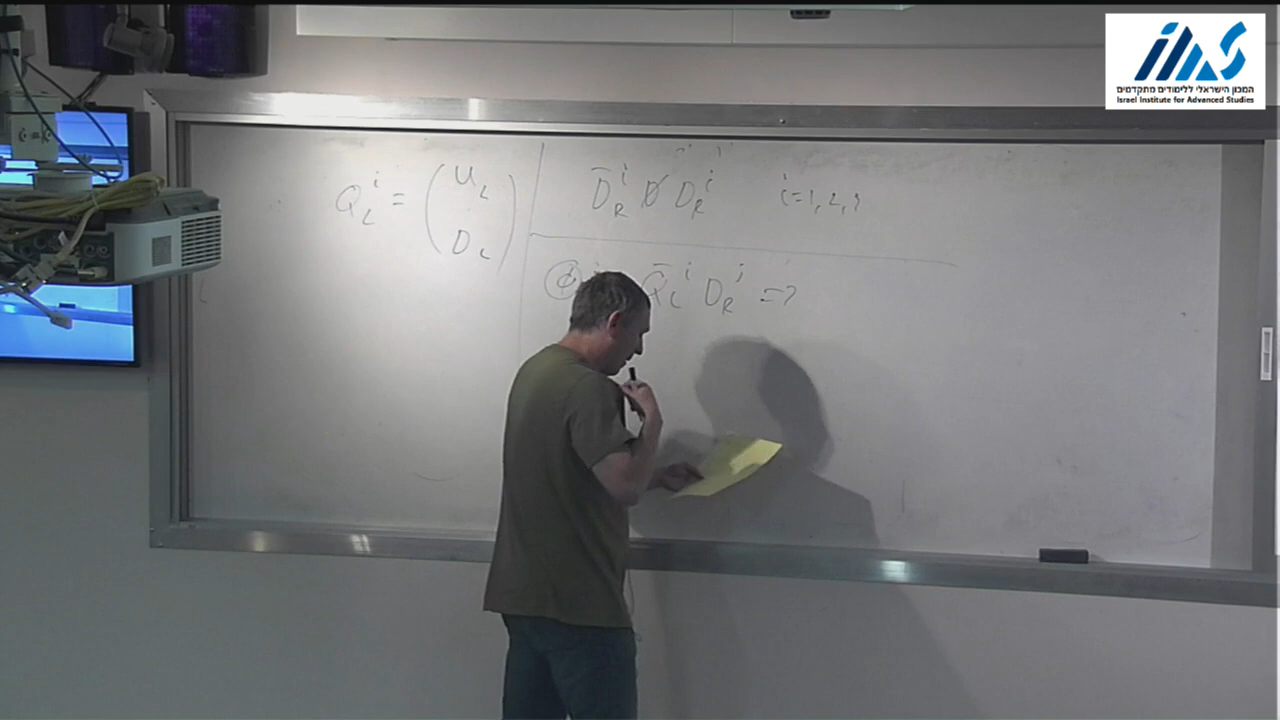 המכון הישראלי ללימודים מתקדמים
Israel Institute for Advanced Studies
Q_L^i = ( U_L
D_L )
D̄_R^i D̸ D_R^i i=1,2,3
Q̄_L^i D_R^j =>